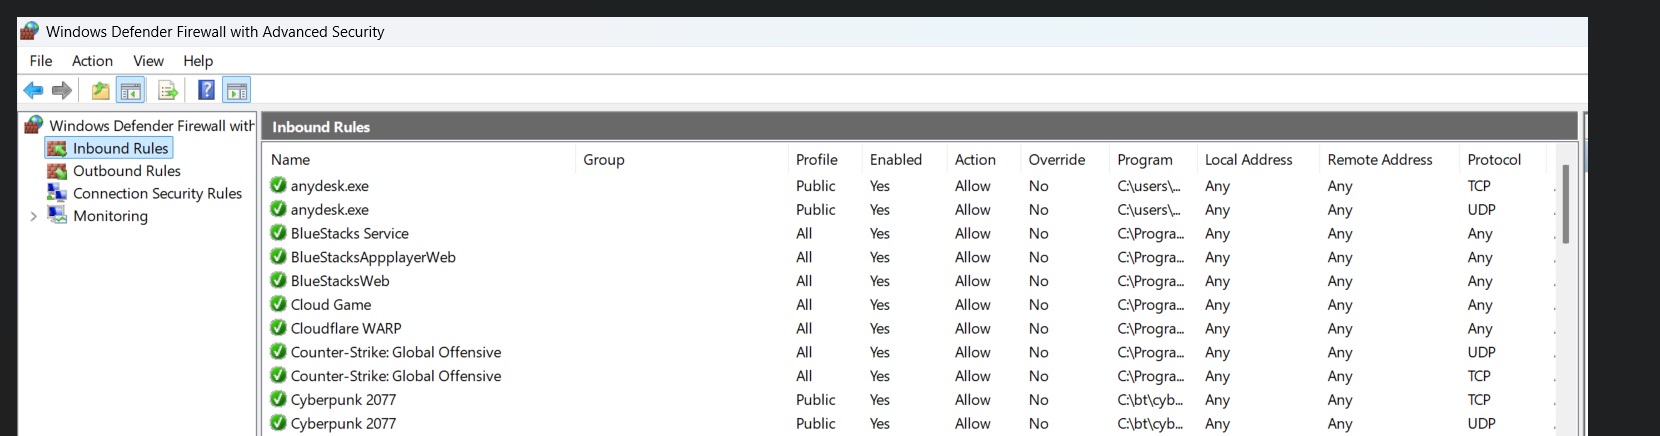 Windows Defender Firewall with Advanced Security
File Action View Help
Windows Defender Firewall with
Inbound Rules
Outbound Rules
Connection Security Rules
Monitoring
Inbound Rules
Name Group Profile Enabled Action Override Program Local Address Remote Address Protocol
anydesk.exe Public Yes Allow No C:\users\... Any Any TCP
anydesk.exe Public Yes Allow No C:\users\... Any Any UDP
BlueStacks Service All Yes Allow No C:\Progra... Any Any Any
BlueStacksAppplayerWeb All Yes Allow No C:\Progra... Any Any Any
BlueStacksWeb All Yes Allow No C:\Progra... Any Any Any
Cloud Game All Yes Allow No C:\Progra... Any Any Any
Cloudflare WARP All Yes Allow No C:\Progra... Any Any Any
Counter-Strike: Global Offensive All Yes Allow No C:\Progra... Any Any UDP
Counter-Strike: Global Offensive All Yes Allow No C:\Progra... Any Any TCP
Cyberpunk 2077 Public Yes Allow No C:\bt\cyb... Any Any TCP
Cyberpunk 2077 Public Yes Allow No C:\bt\cyb... Any Any UDP